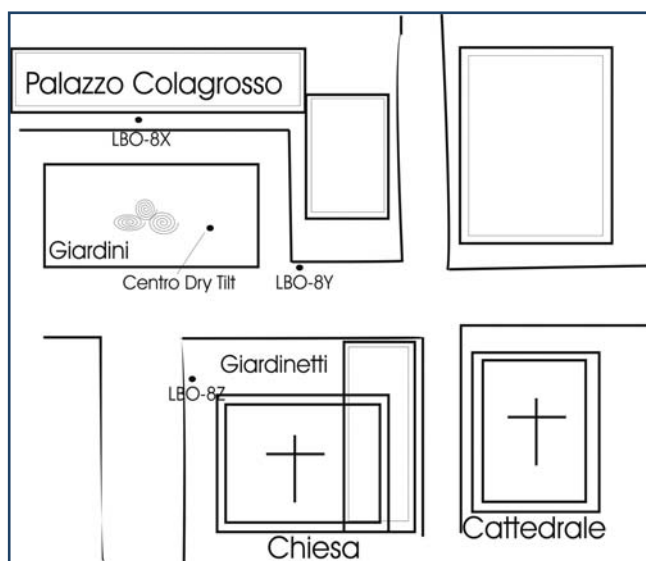 Palazzo Colagrosso
LBO-8X
Giardini
Centro Dry Tilt
LBO-8Y
Giardinetti
LBO-8Z
Chiesa
Cattedrale